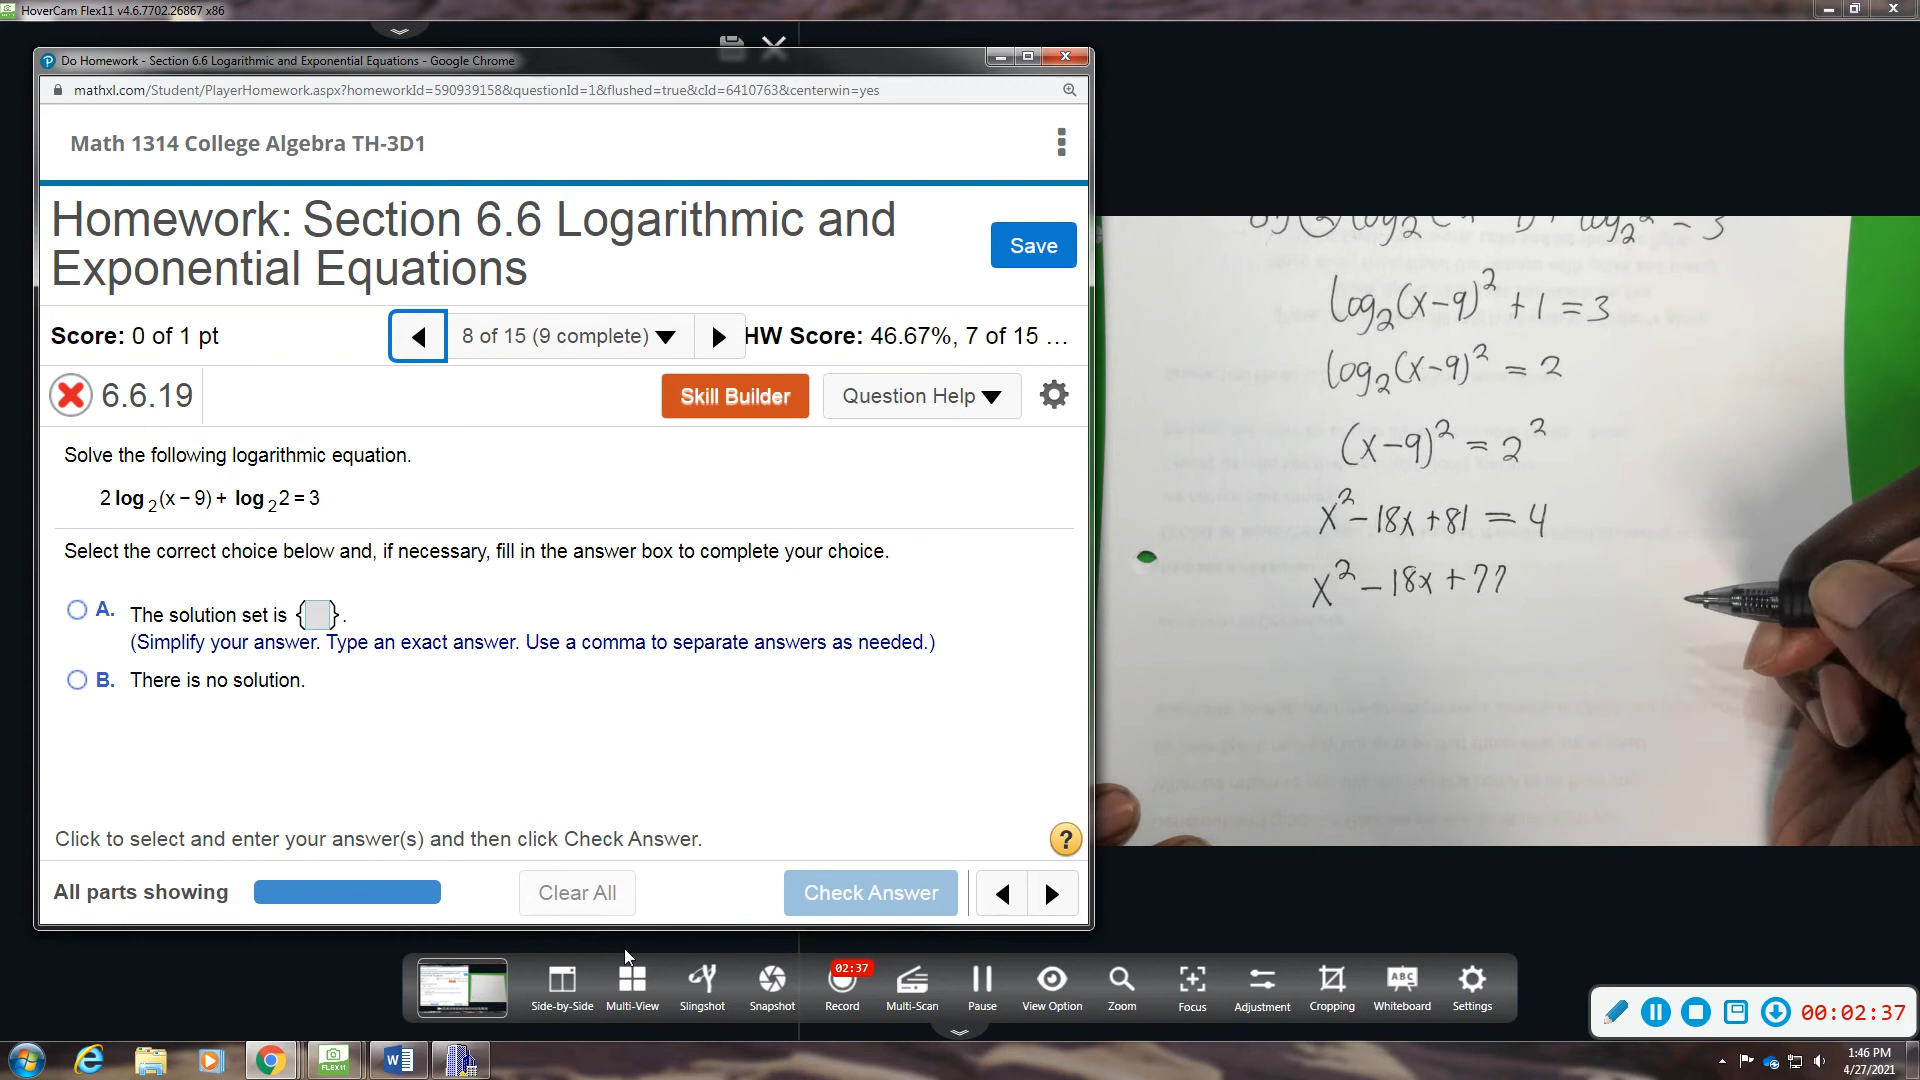 HoverCam Flex11 v4.6.7702.26867 x86
Do Homework - Section 6.6 Logarithmic and Exponential Equations - Google Chrome
mathxl.com/Student/PlayerHomework.aspx?homeworkId=590939158&questionId=1&flushed=true&cId=6410763&centerwin=yes
Math 1314 College Algebra TH-3D1
Homework: Section 6.6 Logarithmic and
Exponential Equations
Save
Score: 0 of 1 pt
8 of 15 (9 complete)
HW Score: 46.67%, 7 of 15 ...
6.6.19
Skill Builder
Question Help
Solve the following logarithmic equation.
2 log ₂(x − 9) + log ₂2 = 3
Select the correct choice below and, if necessary, fill in the answer box to complete your choice.
A. The solution set is { }.
(Simplify your answer. Type an exact answer. Use a comma to separate answers as needed.)
B. There is no solution.
Click to select and enter your answer(s) and then click Check Answer.
?
All parts showing
Clear All
Check Answer
log₂(x−9)² + 1 = 3
log₂(x−9)² = 2
(x−9)² = 2²
x² − 18x + 81 = 4
x² − 18x + 77
02:37
Side-by-Side
Multi-View
Slingshot
Snapshot
Record
Multi-Scan
Pause
View Option
Zoom
Focus
Adjustment
Cropping
ABC
Whiteboard
Settings
00:02:37
FLEX11
1:46 PM
4/27/2021